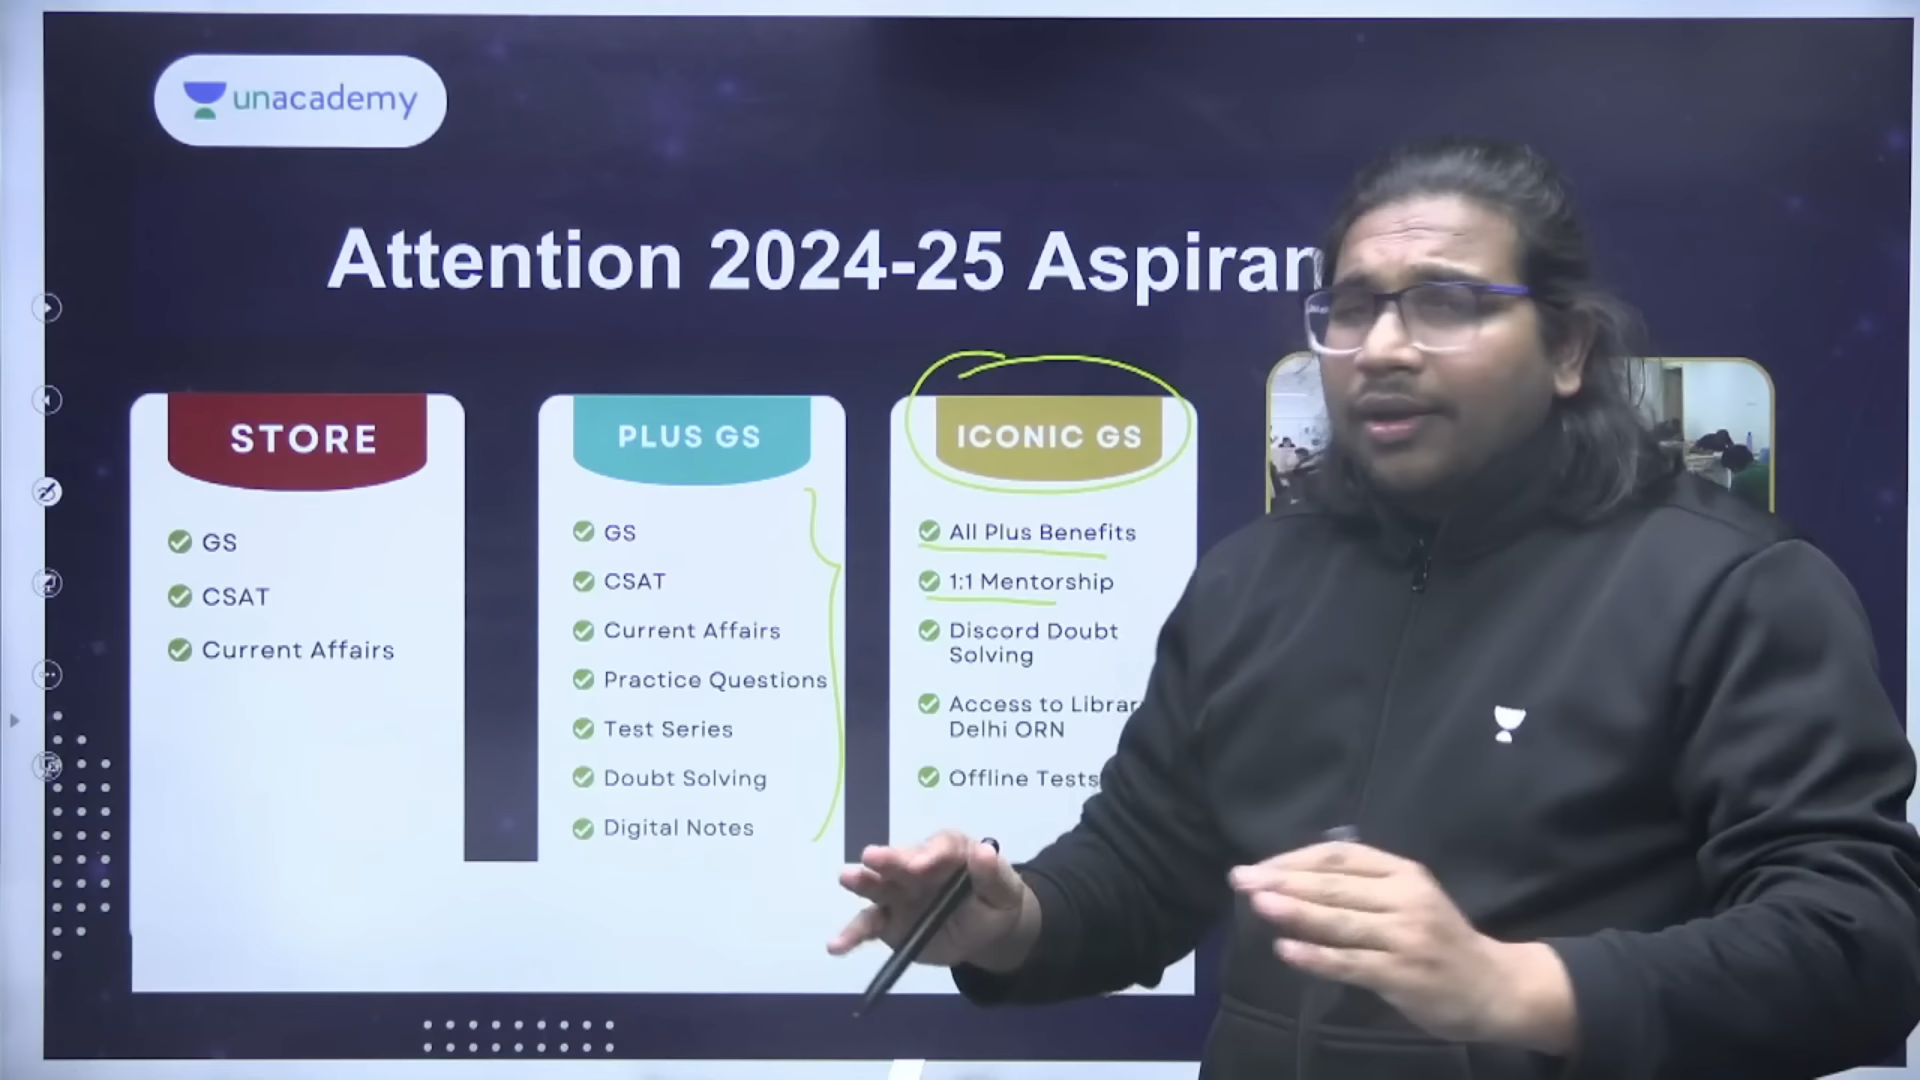 unacademy
Attention 2024-25 Aspiran
STORE
GS
CSAT
Current Affairs
PLUS GS
GS
CSAT
Current Affairs
Practice Questions
Test Series
Doubt Solving
Digital Notes
ICONIC GS
All Plus Benefits
1:1 Mentorship
Discord Doubt
Solving
Access to Librar
Delhi ORN
Offline Tests